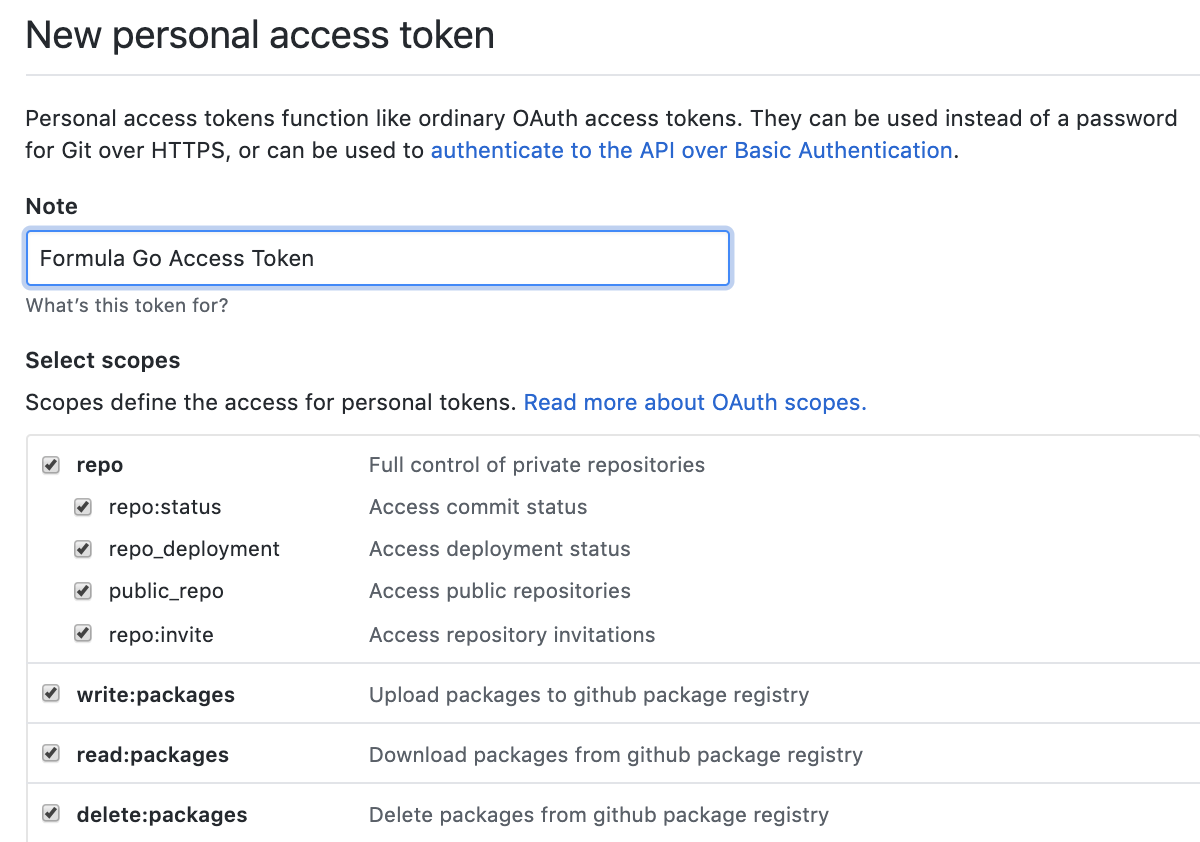 New personal access token
Personal access tokens function like ordinary OAuth access tokens. They can be used instead of a password
for Git over HTTPS, or can be used to authenticate to the API over Basic Authentication.
Note
Formula Go Access Token
What’s this token for?
Select scopes
Scopes define the access for personal tokens. Read more about OAuth scopes.
repo Full control of private repositories
repo:status Access commit status
repo_deployment Access deployment status
public_repo Access public repositories
repo:invite Access repository invitations
write:packages Upload packages to github package registry
read:packages Download packages from github package registry
delete:packages Delete packages from github package registry